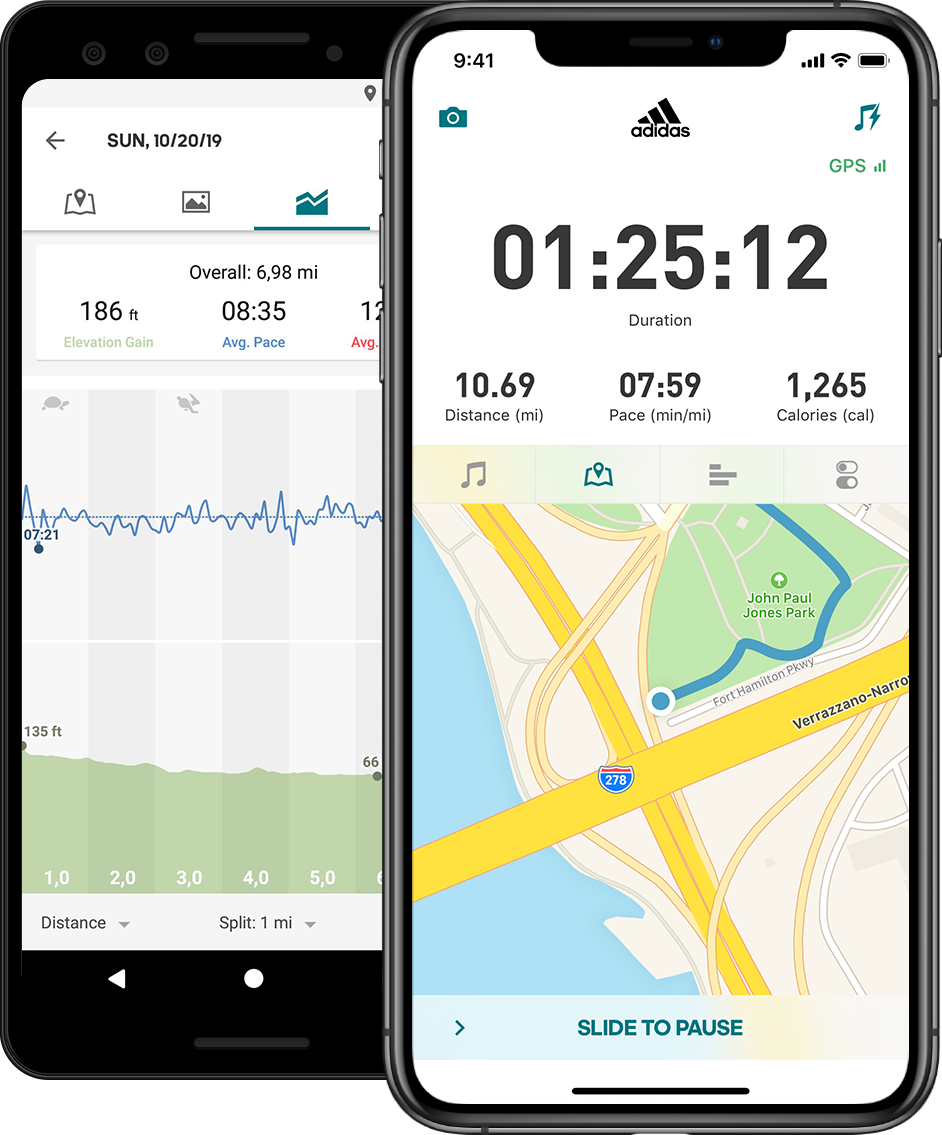 SUN, 10/20/19
Overall: 6,98 mi
186 ft
08:35
Elevation Gain
Avg. Pace
Avg.
07:21
135 ft
66
1,0 2,0 3,0 4,0 5,0
Distance
Split: 1 mi
9:41
adidas
GPS
01:25:12
Duration
10.69
07:59
1,265
Distance (mi)
Pace (min/mi)
Calories (cal)
John Paul
Jones Park
Fort Hamilton Pkwy
Verrazzano-Narro
278
SLIDE TO PAUSE